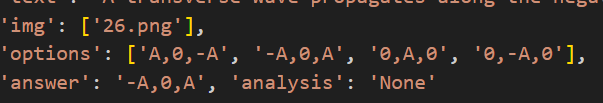 'text': 'A transverse wave propagates along the nega
'img': ['26.png'],
'options': ['A,0,-A', '-A,0,A', '0,A,0', '0,-A,0'],
'answer': '-A,0,A', 'analysis': 'None'